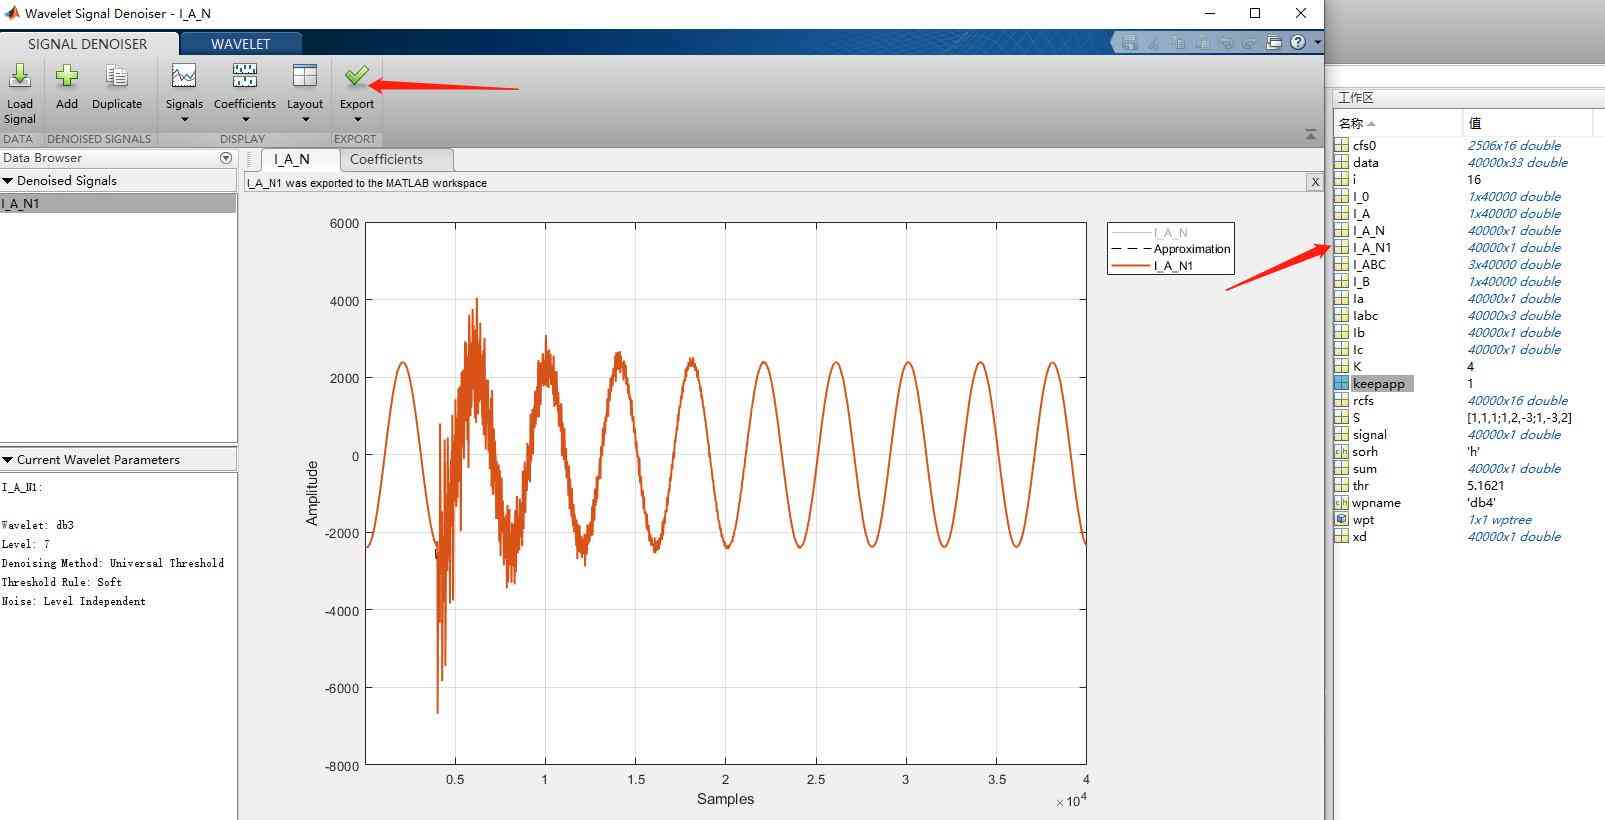 Wavelet Signal Denoiser - I_A_N
SIGNAL DENOISER
WAVELET
Load Signal
Add
Duplicate
Signals
Coefficients
Layout
Export
DATA
DENOISED SIGNALS
DISPLAY
EXPORT
Data Browser
Denoised Signals
I_A_N1
Current Wavelet Parameters
I_A_N1:
Wavelet: db3
Level: 7
Denoising Method: Universal Threshold
Threshold Rule: Soft
Noise: Level Independent
I_A_N
Coefficients
I_A_N1 was exported to the MATLAB workspace
X
6000
4000
2000
0
-2000
-4000
-6000
-8000
Amplitude
0.5
1
1.5
2
2.5
3
3.5
4
Samples
×10⁴
I_A_N
Approximation
I_A_N1
工作区
名称 值
cfs0 2506x16 double
data 40000x33 double
i 16
I_0 1x40000 double
I_A 1x40000 double
I_A_N 40000x1 double
I_A_N1 40000x1 double
I_ABC 3x40000 double
I_B 1x40000 double
Ia 40000x1 double
Iabc 40000x3 double
Ib 40000x1 double
Ic 40000x1 double
K 4
keepapp 1
rcfs 40000x16 double
S [1,1,1;1,2,-3;1,-3,2]
signal 40000x1 double
sorh 'h'
sum 40000x1 double
thr 5.1621
wpname 'db4'
wpt 1x1 wptree
xd 40000x1 double